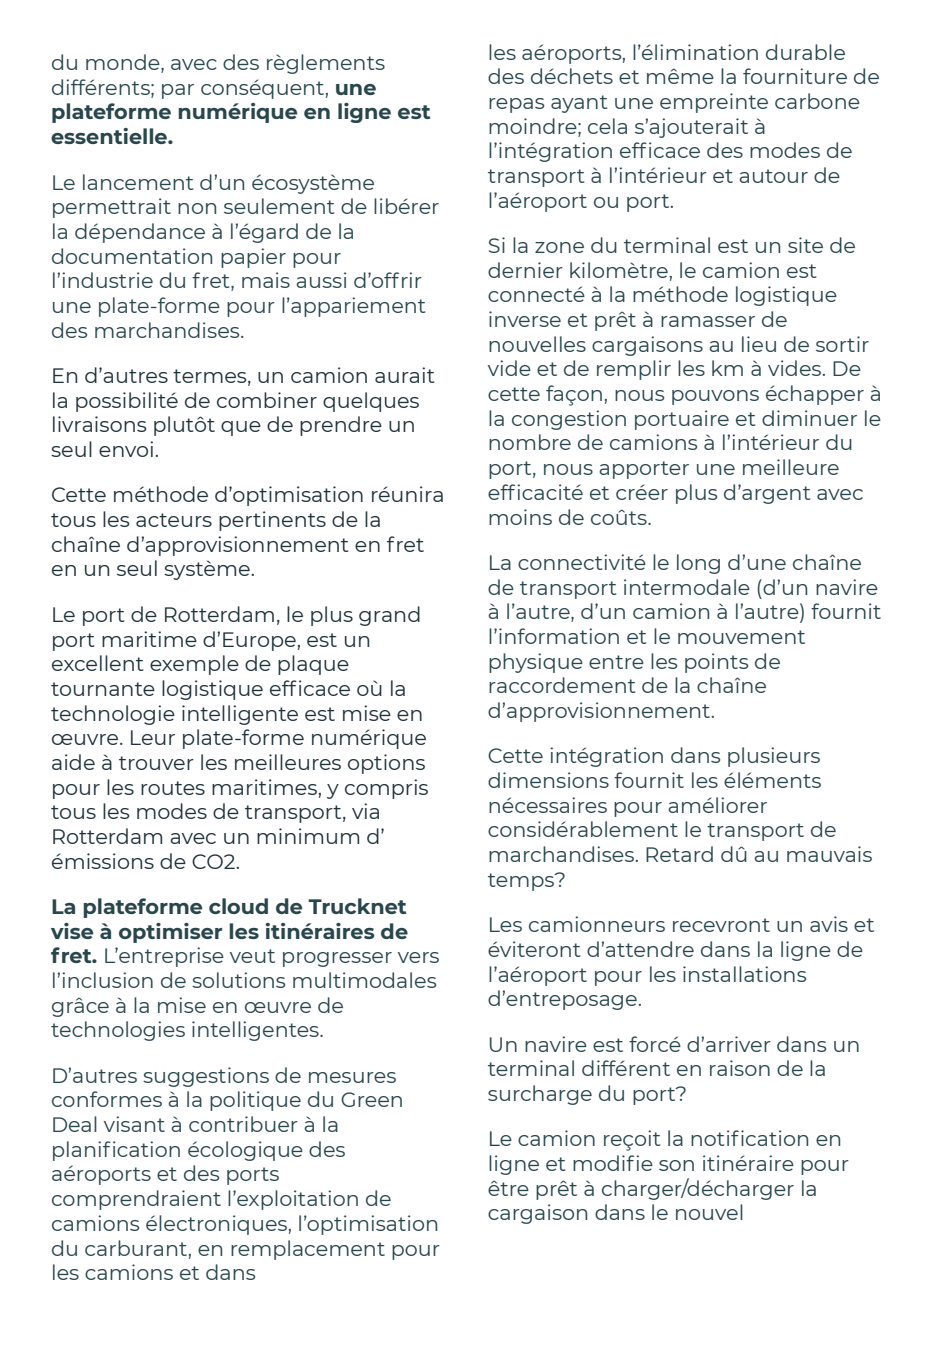 du monde, avec des règlements
différents; par conséquent, une
plateforme numérique en ligne est
essentielle.
Le lancement d’un écosystème
permettrait non seulement de libérer
la dépendance à l’égard de la
documentation papier pour
l’industrie du fret, mais aussi d’offrir
une plate-forme pour l’appariement
des marchandises.
En d’autres termes, un camion aurait
la possibilité de combiner quelques
livraisons plutôt que de prendre un
seul envoi.
Cette méthode d’optimisation réunira
tous les acteurs pertinents de la
chaîne d’approvisionnement en fret
en un seul système.
Le port de Rotterdam, le plus grand
port maritime d’Europe, est un
excellent exemple de plaque
tournante logistique efficace où la
technologie intelligente est mise en
œuvre. Leur plate-forme numérique
aide à trouver les meilleures options
pour les routes maritimes, y compris
tous les modes de transport, via
Rotterdam avec un minimum d’
émissions de CO2.
La plateforme cloud de Trucknet
vise à optimiser les itinéraires de
fret. L’entreprise veut progresser vers
l’inclusion de solutions multimodales
grâce à la mise en œuvre de
technologies intelligentes.
D’autres suggestions de mesures
conformes à la politique du Green
Deal visant à contribuer à la
planification écologique des
aéroports et des ports
comprendraient l’exploitation de
camions électroniques, l’optimisation
du carburant, en remplacement pour
les camions et dans
les aéroports, l’élimination durable
des déchets et même la fourniture de
repas ayant une empreinte carbone
moindre; cela s’ajouterait à
l’intégration efficace des modes de
transport à l’intérieur et autour de
l’aéroport ou port.
Si la zone du terminal est un site de
dernier kilomètre, le camion est
connecté à la méthode logistique
inverse et prêt à ramasser de
nouvelles cargaisons au lieu de sortir
vide et de remplir les km à vides. De
cette façon, nous pouvons échapper à
la congestion portuaire et diminuer le
nombre de camions à l’intérieur du
port, nous apporter une meilleure
efficacité et créer plus d’argent avec
moins de coûts.
La connectivité le long d’une chaîne
de transport intermodale (d’un navire
à l’autre, d’un camion à l’autre) fournit
l’information et le mouvement
physique entre les points de
raccordement de la chaîne
d’approvisionnement.
Cette intégration dans plusieurs
dimensions fournit les éléments
nécessaires pour améliorer
considérablement le transport de
marchandises. Retard dû au mauvais
temps?
Les camionneurs recevront un avis et
éviteront d’attendre dans la ligne de
l’aéroport pour les installations
d’entreposage.
Un navire est forcé d’arriver dans un
terminal différent en raison de la
surcharge du port?
Le camion reçoit la notification en
ligne et modifie son itinéraire pour
être prêt à charger/décharger la
cargaison dans le nouvel